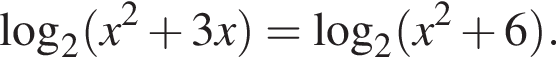 log₂(x² + 3x) = log₂(x² + 6).